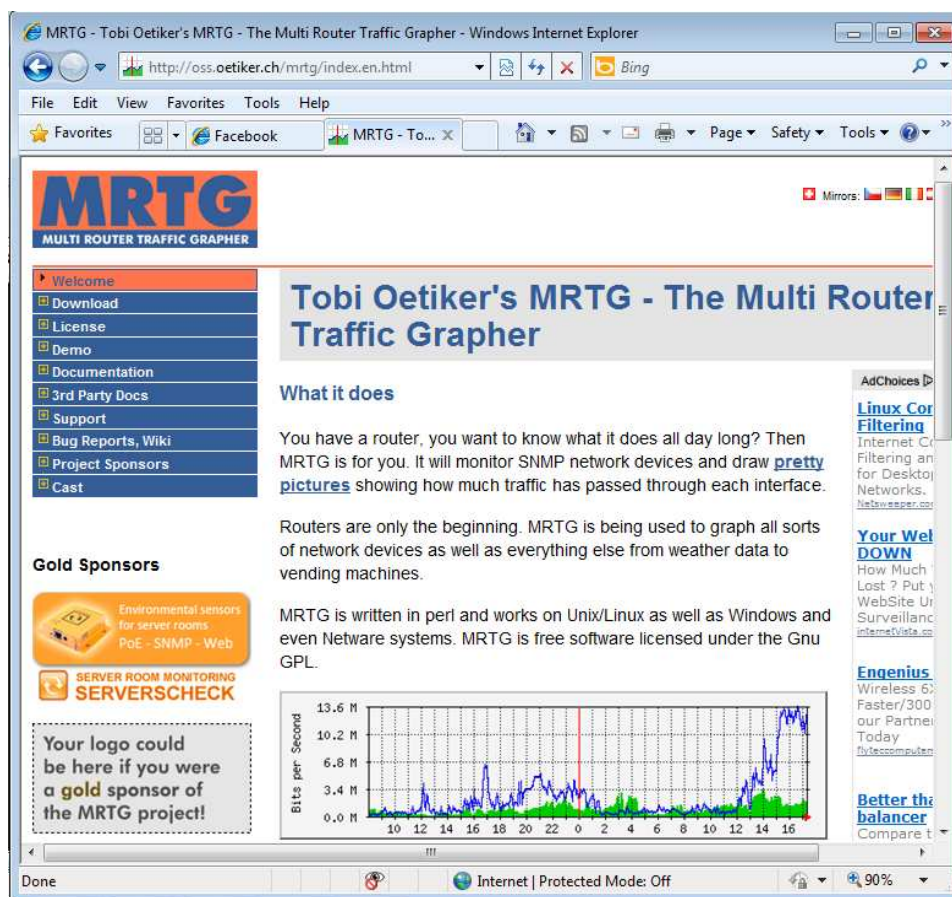 MRTG - Tobi Oetiker's MRTG - The Multi Router Traffic Grapher - Windows Internet Explorer
http://oss.oetiker.ch/mrtg/index.en.html
Bing
File Edit View Favorites Tools Help
Favorites
Facebook
MRTG - To...
Page Safety Tools
MRTG
MULTI ROUTER TRAFFIC GRAPHER
Mirrors:
Welcome
Download
License
Demo
Documentation
3rd Party Docs
Support
Bug Reports, Wiki
Project Sponsors
Cast
Gold Sponsors
Environmental sensors
for server rooms
PoE - SNMP - Web
SERVER ROOM MONITORING
SERVERSCHECK
Your logo could
be here if you were
a gold sponsor of
the MRTG project!
Tobi Oetiker's MRTG - The Multi Router
Traffic Grapher
What it does
You have a router, you want to know what it does all day long? Then
MRTG is for you. It will monitor SNMP network devices and draw pretty
pictures showing how much traffic has passed through each interface.
Routers are only the beginning. MRTG is being used to graph all sorts
of network devices as well as everything else from weather data to
vending machines.
MRTG is written in perl and works on Unix/Linux as well as Windows and
even Netware systems. MRTG is free software licensed under the Gnu
GPL.
Bits per Second
13.6 M
10.2 M
6.8 M
3.4 M
0.0 M
10 12 14 16 18 20 22 0 2 4 6 8 10 12 14 16
AdChoices
Linux Cor
Filtering
Internet Co
Filtering an
for Desktop
Networks.
Netsweeper.co
Your Wel
DOWN
How Much
Lost ? Put y
WebSite Ur
Surveillanc
internetVista.co
Engenius
Wireless 6
Faster/300
our Partner
Today
flyteccomputer
Better tha
balancer
Compare t
Done
Internet | Protected Mode: Off
90%